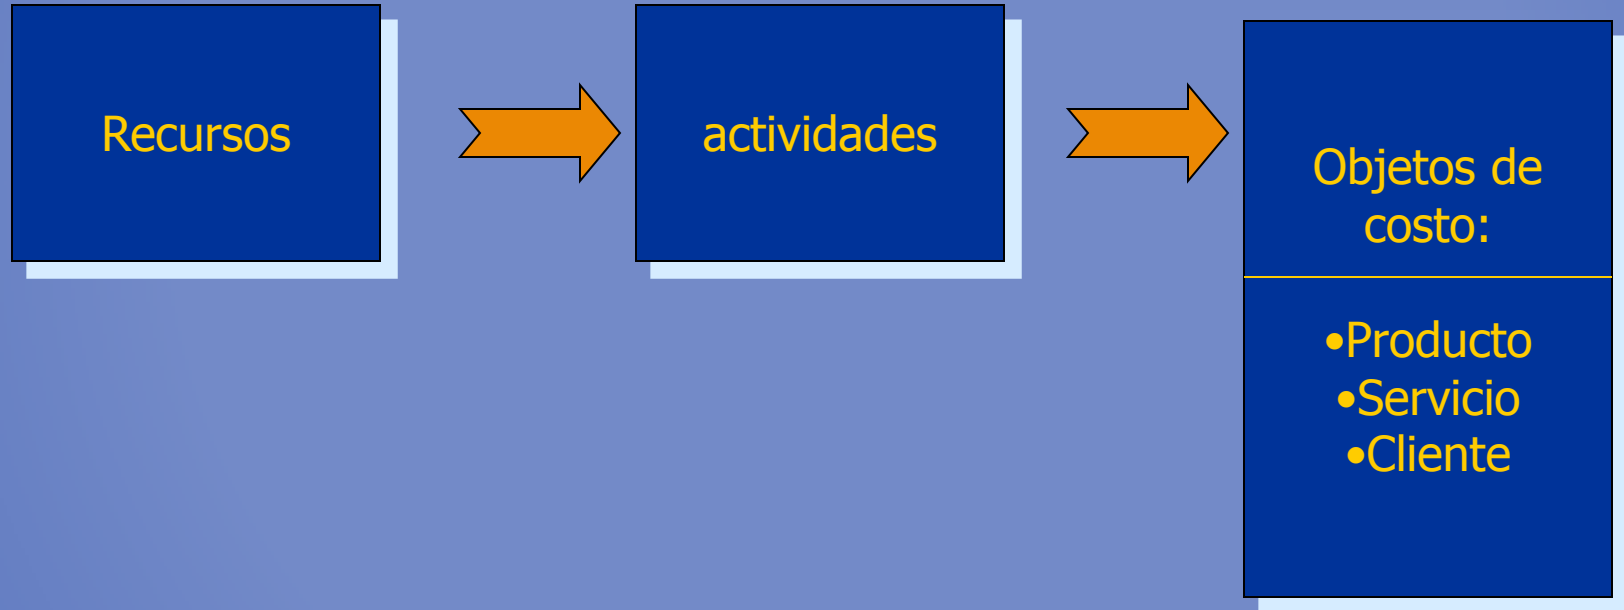 Recursos
actividades
Objetos de
costo:
•Producto
•Servicio
•Cliente